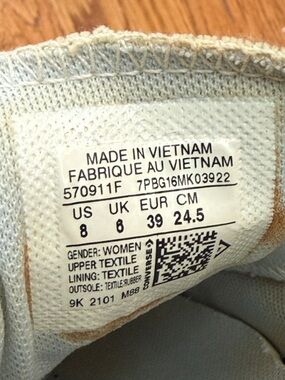 MADE IN VIETNAM
FABRIQUE AU VIETNAM
570911F 7PBG16MK03922
US UK EUR CM
8 6 39 24.5
GENDER: WOMEN
UPPER TEXTILE
LINING: TEXTILE
OUTSOLE: TEXTILE/RUBBER
9K 2101 M88
CONVERSE